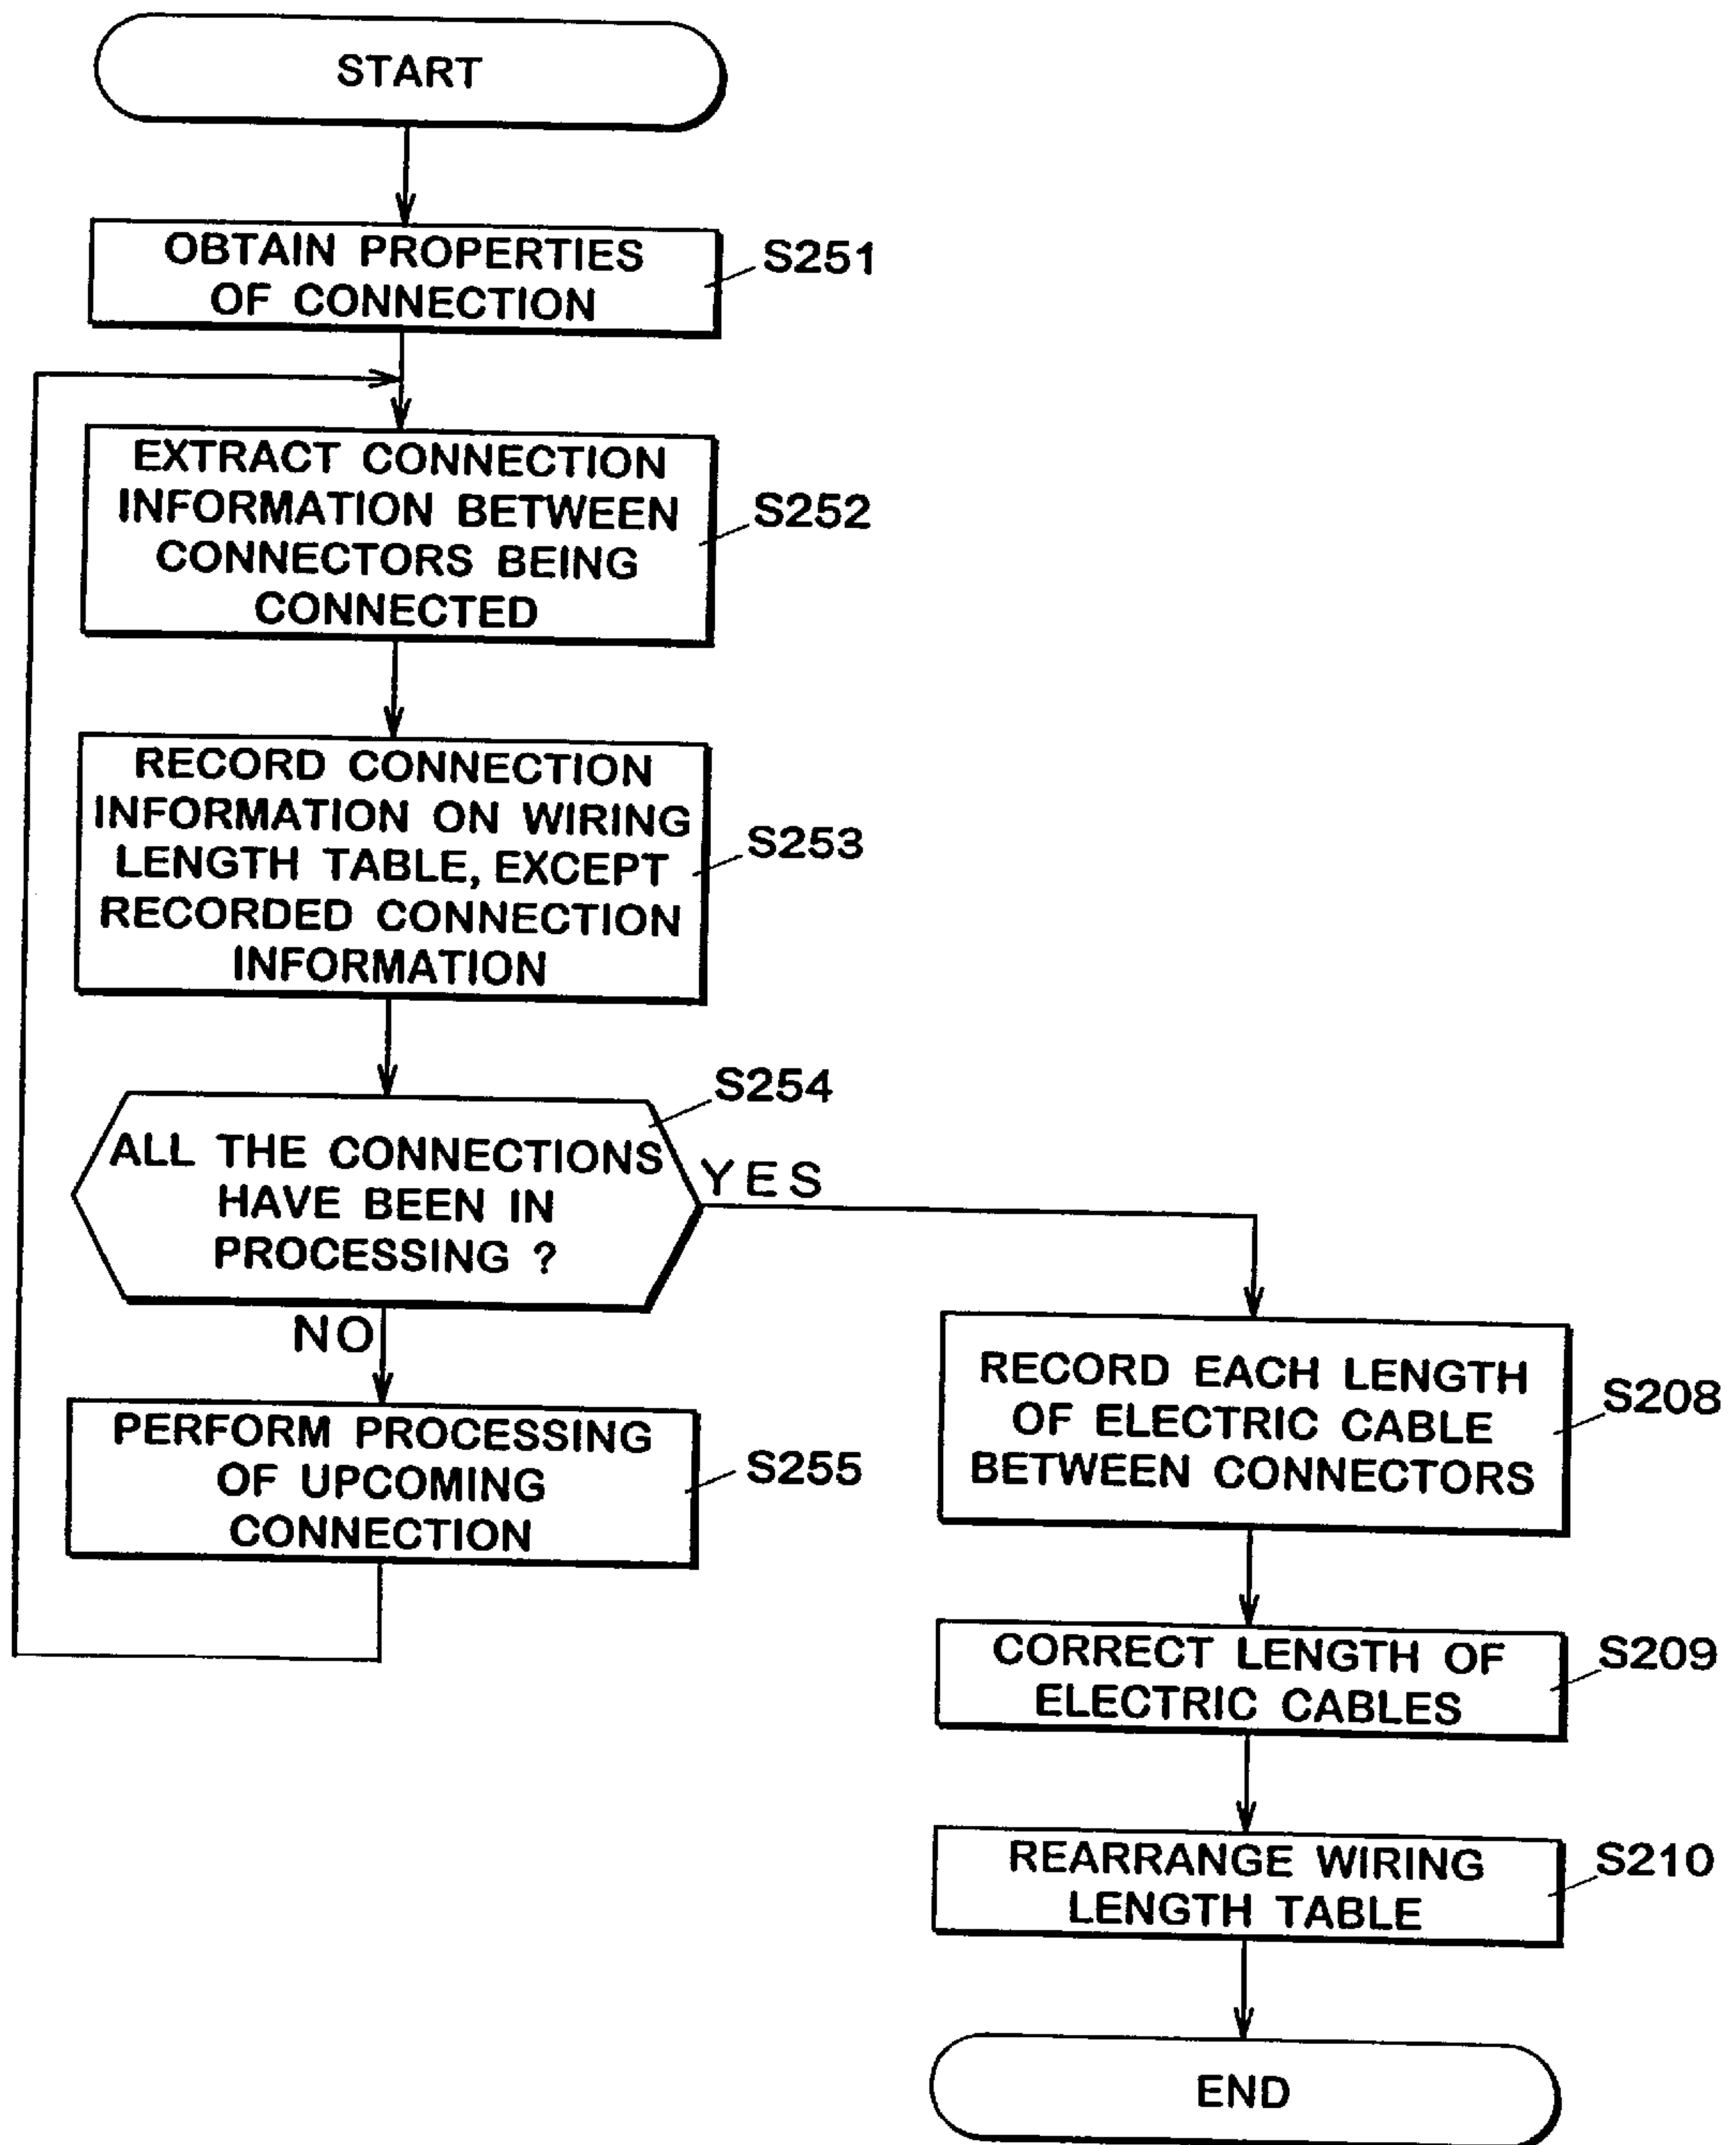 START
OBTAIN PROPERTIES
OF CONNECTION
S251
EXTRACT CONNECTION
INFORMATION BETWEEN
CONNECTORS BEING
CONNECTED
S252
RECORD CONNECTION
INFORMATION ON WIRING
LENGTH TABLE, EXCEPT
RECORDED CONNECTION
INFORMATION
S253
S254
ALL THE CONNECTIONS
HAVE BEEN IN
PROCESSING ?
YES
NO
PERFORM PROCESSING
OF UPCOMING
CONNECTION
S255
RECORD EACH LENGTH
OF ELECTRIC CABLE
BETWEEN CONNECTORS
S208
CORRECT LENGTH OF
ELECTRIC CABLES
S209
REARRANGE WIRING
LENGTH TABLE
S210
END